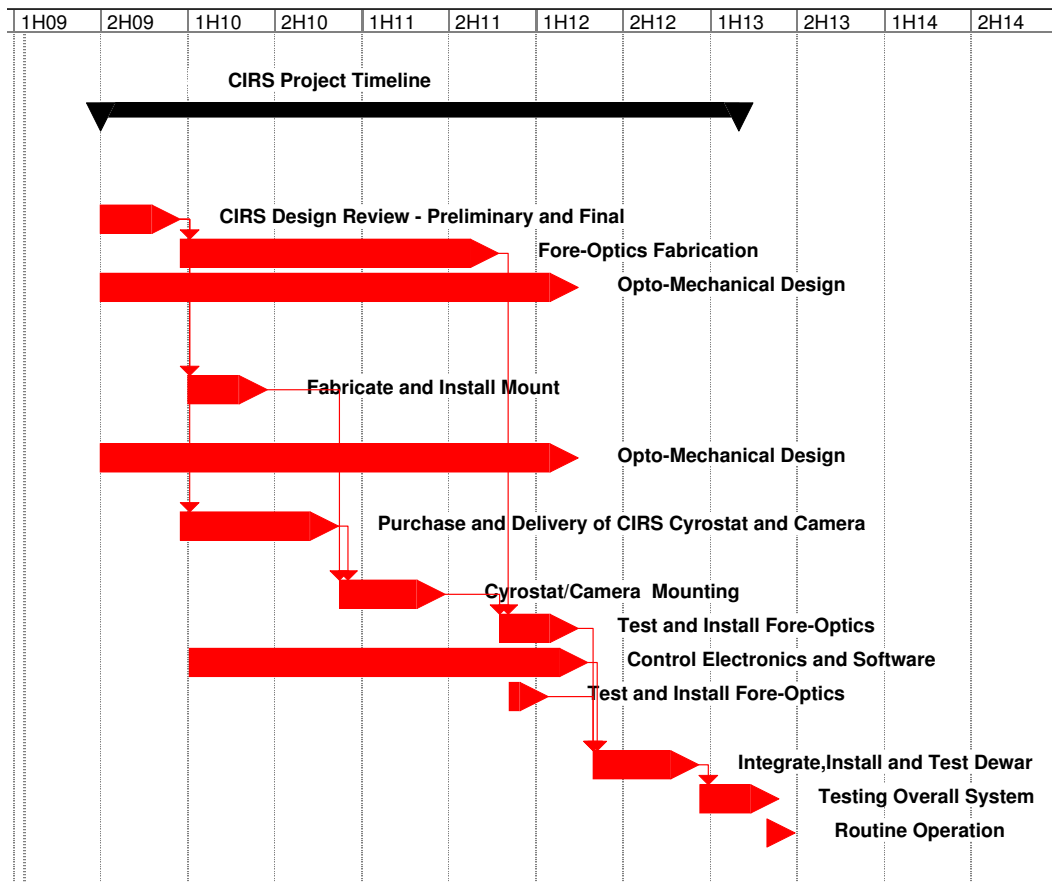 1H09 2H09 1H10 2H10 1H11 2H11 1H12 2H12 1H13 2H13 1H14 2H14
CIRS Project Timeline
CIRS Design Review - Preliminary and Final
Fore-Optics Fabrication
Opto-Mechanical Design
Fabricate and Install Mount
Opto-Mechanical Design
Purchase and Delivery of CIRS Cyrostat and Camera
Cyrostat/Camera  Mounting
Test and Install Fore-Optics
Control Electronics and Software
Test and Install Fore-Optics
Integrate,Install and Test Dewar
Testing Overall System
Routine Operation